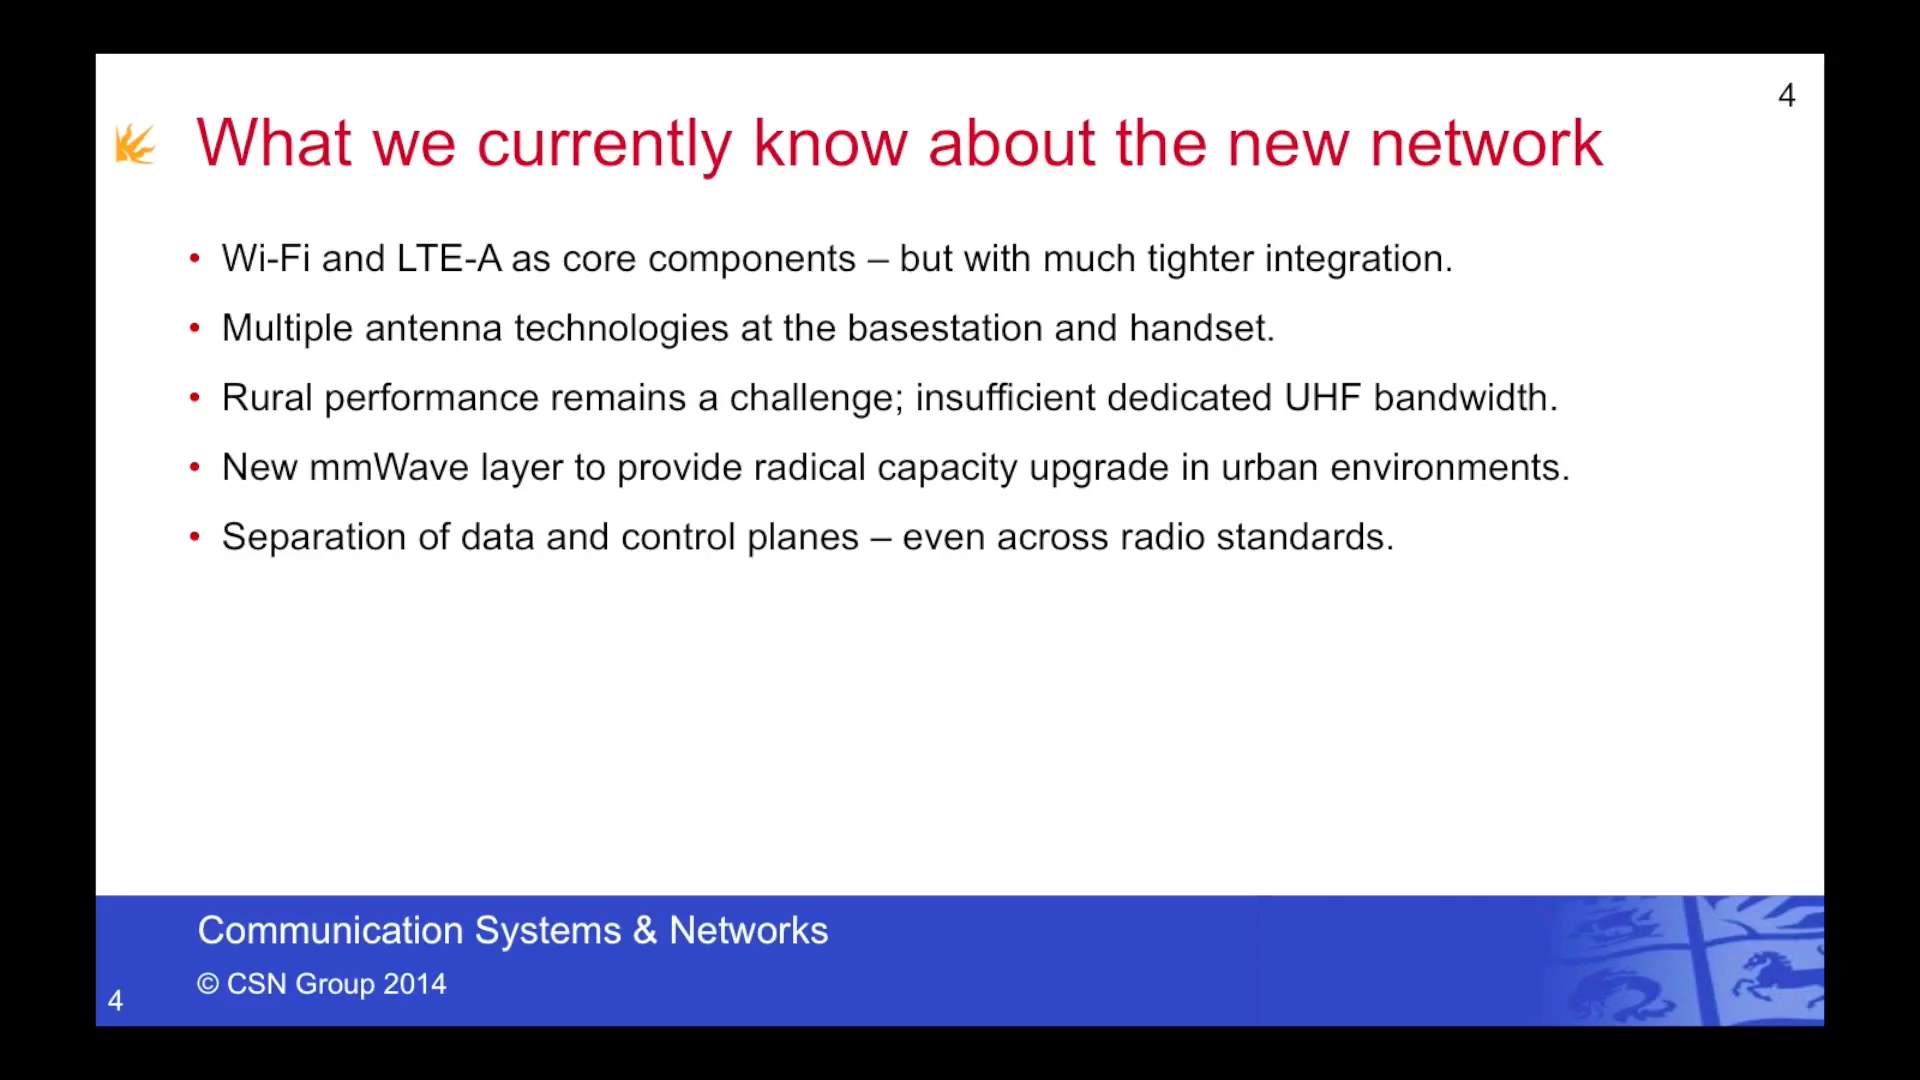 4
What we currently know about the new network
• Wi-Fi and LTE-A as core components – but with much tighter integration.
• Multiple antenna technologies at the basestation and handset.
• Rural performance remains a challenge; insufficient dedicated UHF bandwidth.
• New mmWave layer to provide radical capacity upgrade in urban environments.
• Separation of data and control planes – even across radio standards.
Communication Systems & Networks
© CSN Group 2014
4